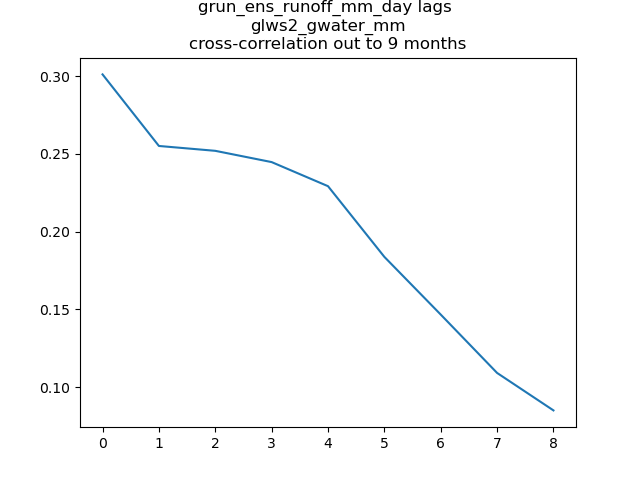 grun_ens_runoff_mm_day lags
glws2_gwater_mm
cross-correlation out to 9 months
0.30
0.25
0.20
0.15
0.10
0 1 2 3 4 5 6 7 8